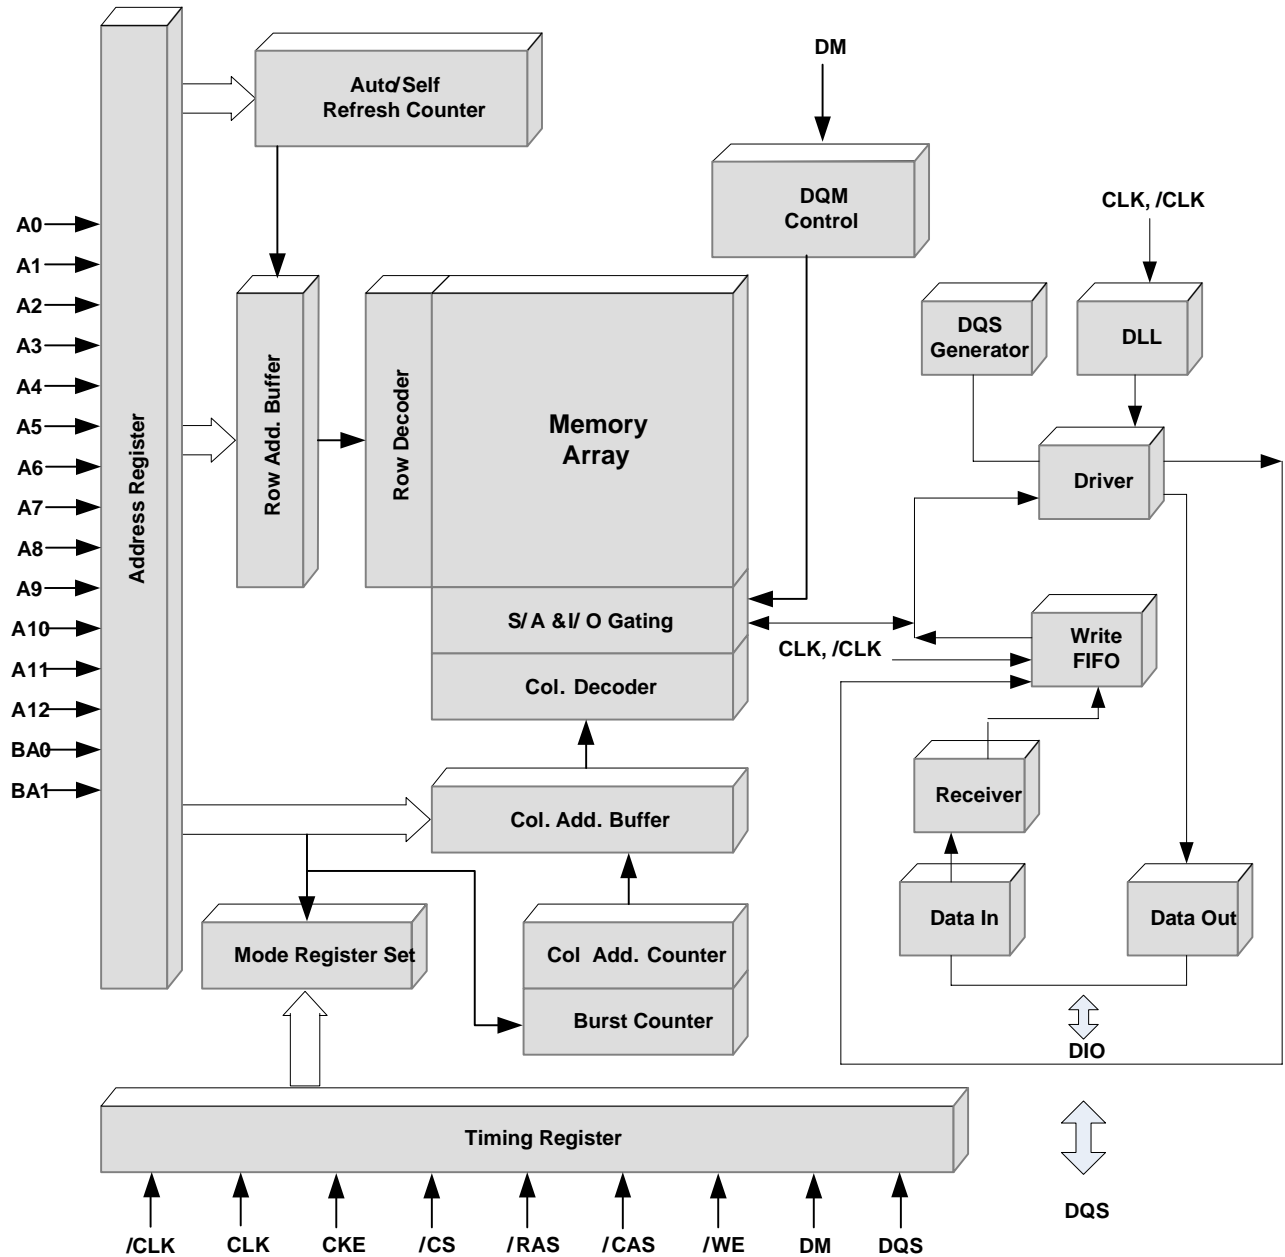 Auto/Self
Refresh Counter
DM
DQM
Control
CLK, /CLK
A0
A1
A2
A3
A4
A5
A6
A7
A8
A9
A10
A11
A12
BA0
BA1
Address Register
Row Add. Buffer
Row Decoder
Memory
Array
DQS
Generator
DLL
Driver
S/A &I/O Gating
CLK, /CLK
Write
FIFO
Col. Decoder
Receiver
Col. Add. Buffer
Data In
Data Out
Mode Register Set
Col Add. Counter
Burst Counter
DIO
Timing Register
DQS
/CLK
CLK
CKE
/CS
/RAS
/CAS
/WE
DM
DQS